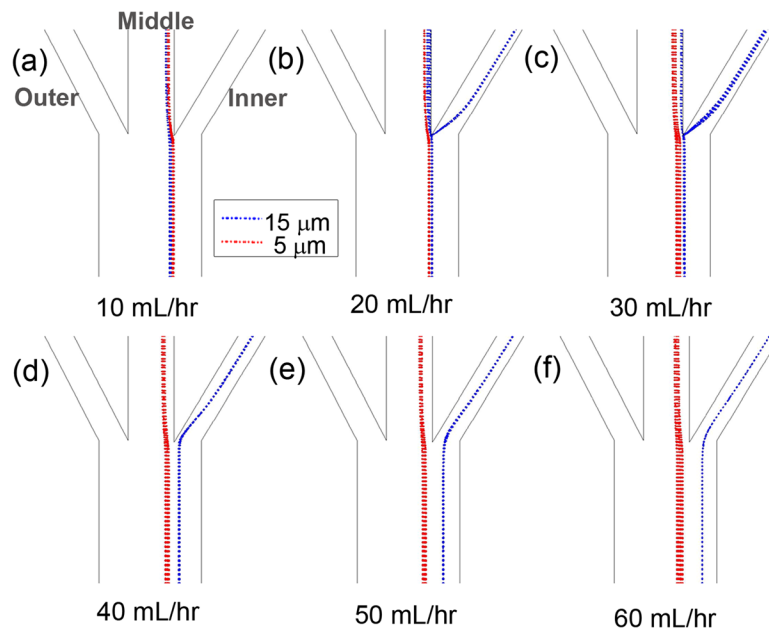 Middle
(a)
(b)
(c)
Outer
Inner
15 μm
5 μm
10 mL/hr
20 mL/hr
30 mL/hr
(d)
(e)
(f)
40 mL/hr
50 mL/hr
60 mL/hr